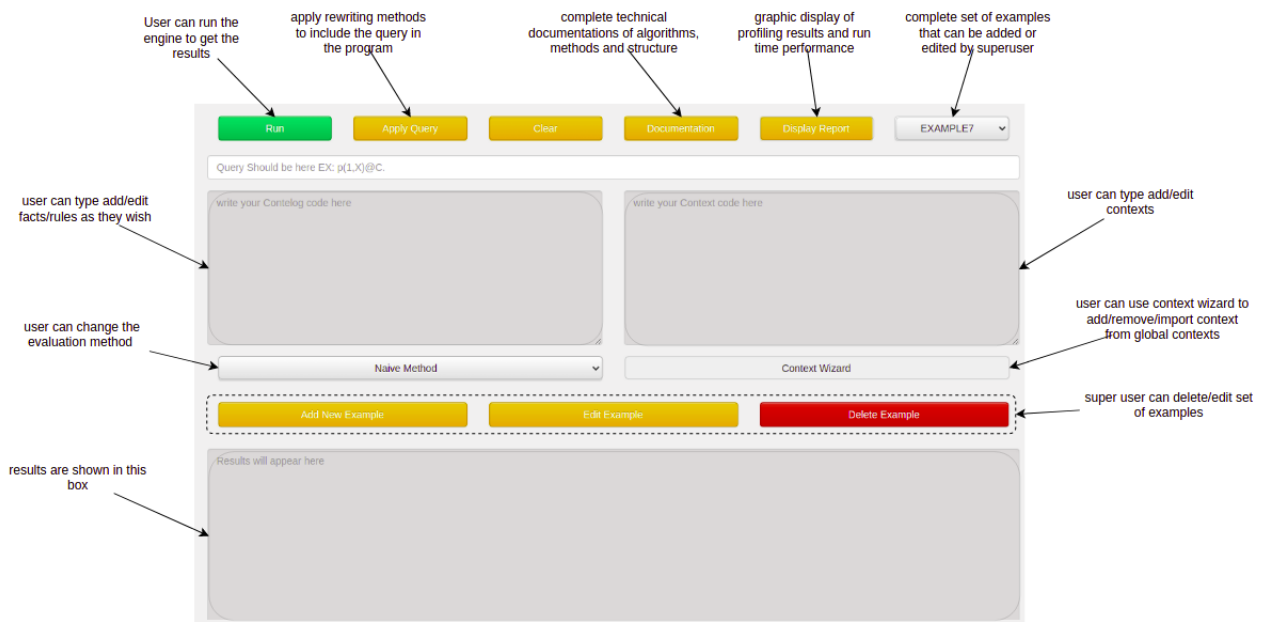 User can run the
engine to get the
results
apply rewriting methods
to include the query in
the program
complete technical
documentations of algorithms,
methods and structure
graphic display of
profiling results and run
time performance
complete set of examples
that can be added or
edited by superuser
Run
Apply Query
Clear
Documentation
Display Report
EXAMPLE7
Query Should be here EX: p(1,X)@C.
user can type add/edit
facts/rules as they wish
write your Contelog code here
write your Context code here
user can type add/edit
contexts
user can change the
evaluation method
user can use context wizard to
add/remove/import context
from global contexts
Naive Method
Context Wizard
Add New Example
Edit Example
Delete Example
super user can delete/edit set
of examples
results are shown in this
box
Results will appear here